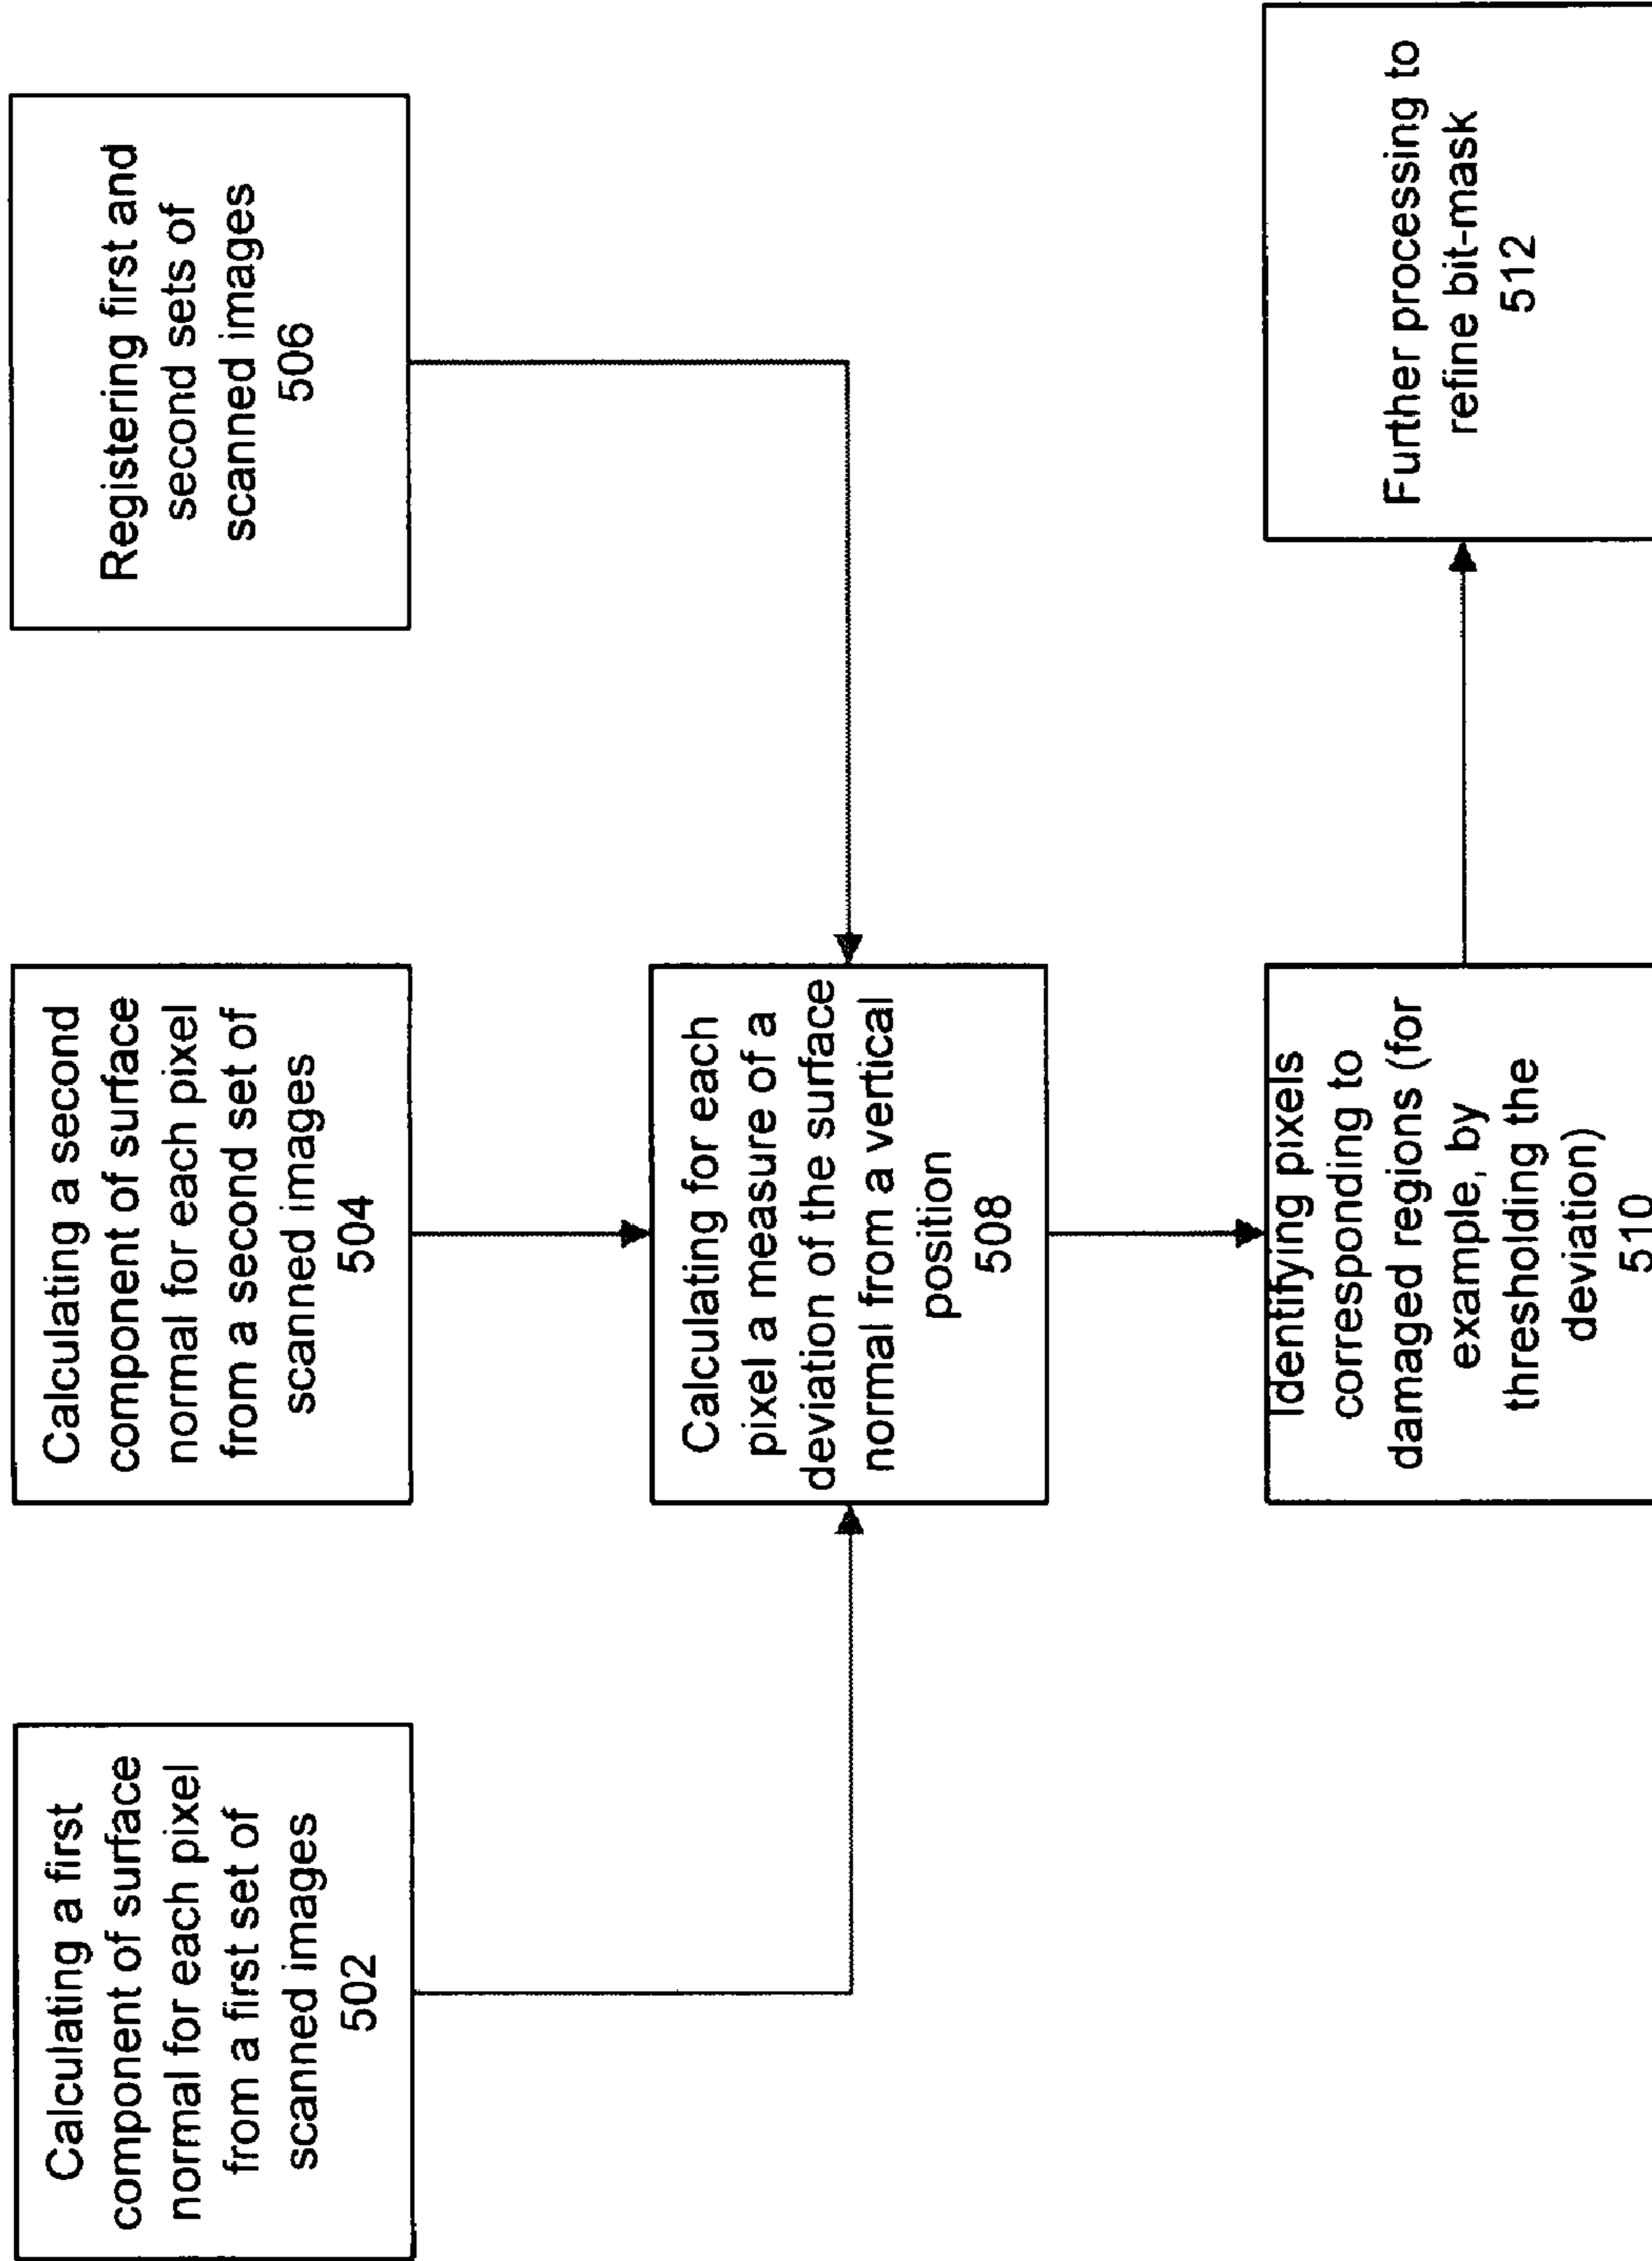 Calculating a first
component of surface
normal for each pixel
from a first set of
scanned images
502
Calculating a second
component of surface
normal for each pixel
from a second set of
scanned images
504
Registering first and
second sets of
scanned images
506
Calculating for each
pixel a measure of a
deviation of the surface
normal from a vertical
position
508
Identifying pixels
corresponding to
damaged regions (for
example, by
thresholding the
deviation)
510
Further processing to
refine bit-mask
512